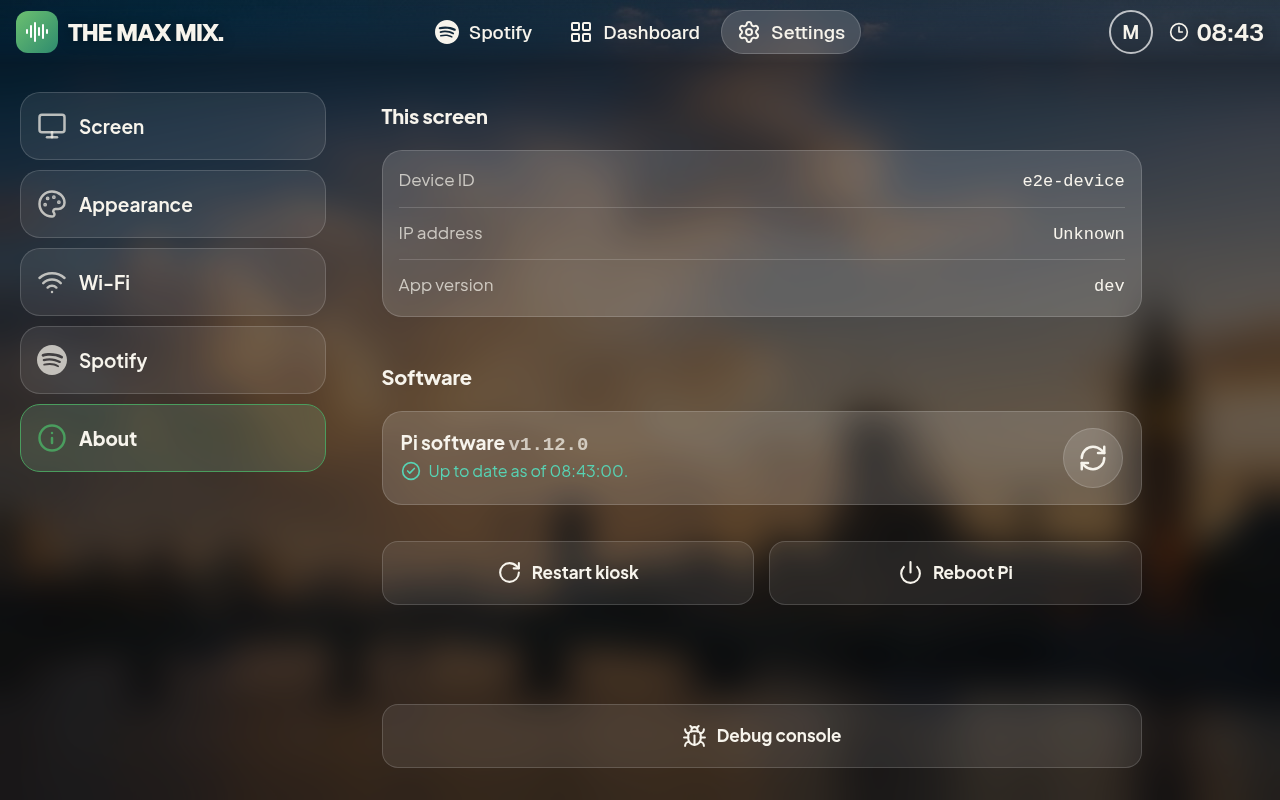 THE MAX MIX.
Spotify
Dashboard
Settings
M
08:43
Screen
Appearance
Wi-Fi
Spotify
About
This screen
Device ID e2e-device
IP address Unknown
App version dev
Software
Pi software v1.12.0
Up to date as of 08:43:00.
Restart kiosk
Reboot Pi
Debug console